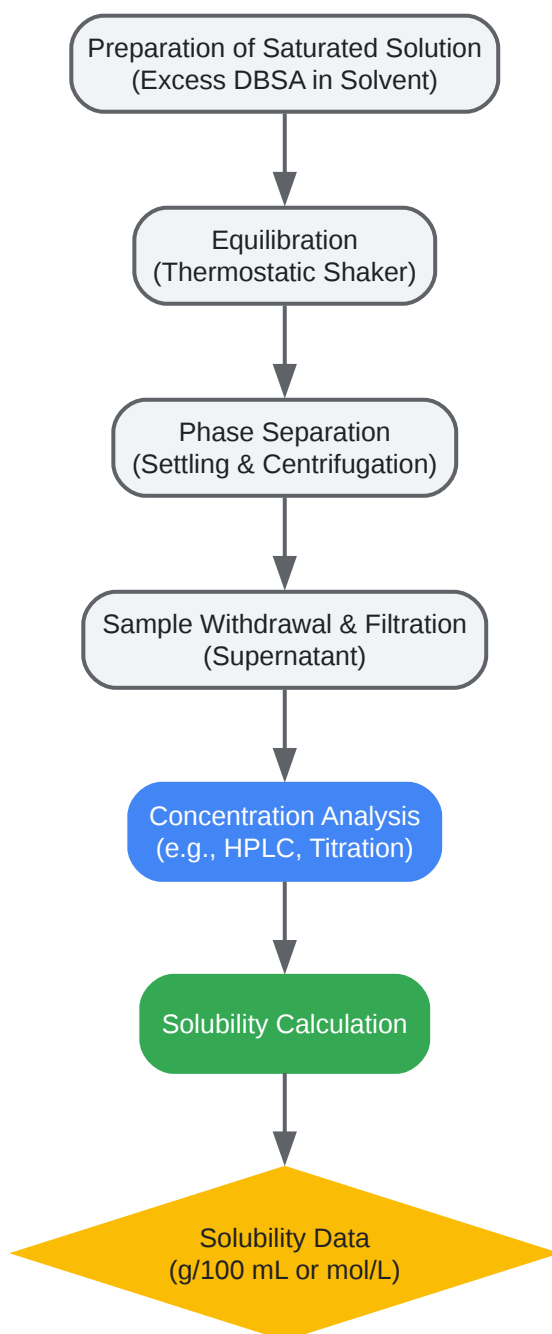 Preparation of Saturated Solution
(Excess DBSA in Solvent)
Equilibration
(Thermostatic Shaker)
Phase Separation
(Settling & Centrifugation)
Sample Withdrawal & Filtration
(Supernatant)
Concentration Analysis
(e.g., HPLC, Titration)
Solubility Calculation
Solubility Data
(g/100 mL or mol/L)